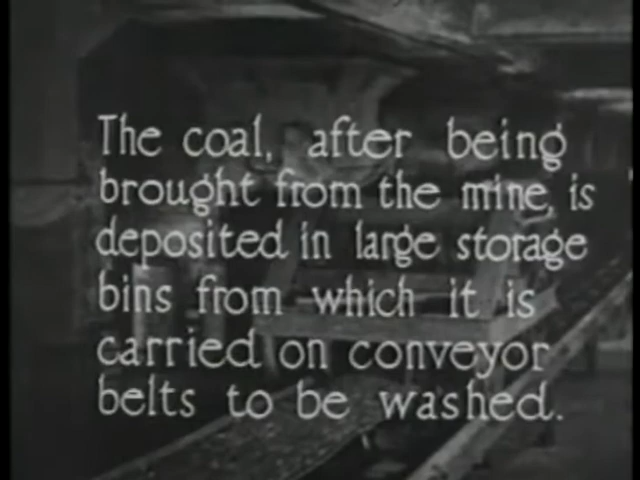 The coal, after being
brought from the mine, is
deposited in large storage
bins from which it is
carried on conveyor
belts to be washed.